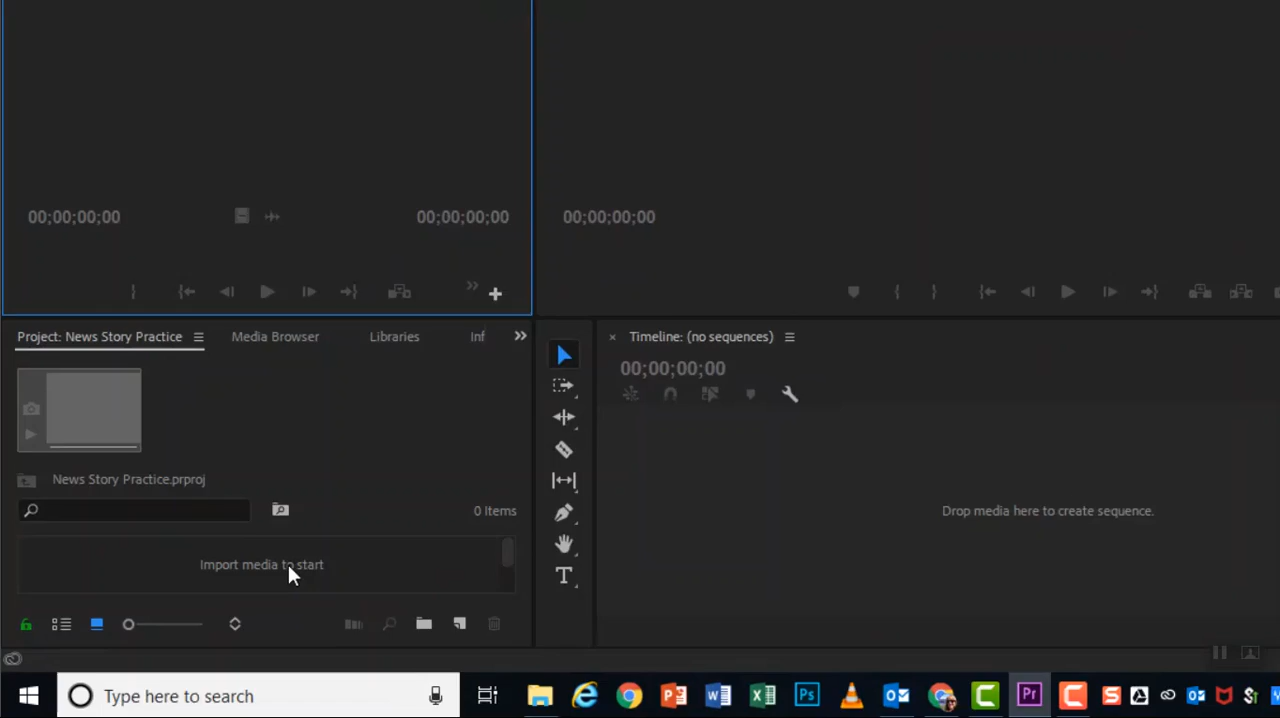 00;00;00;00 00;00;00;00 00;00;00;00
Project: News Story Practice Media Browser Libraries Inf
× Timeline: (no sequences)
00;00;00;00
News Story Practice.prproj
0 Items
Drop media here to create sequence.
Import media to start
Type here to search
Ps
Pr